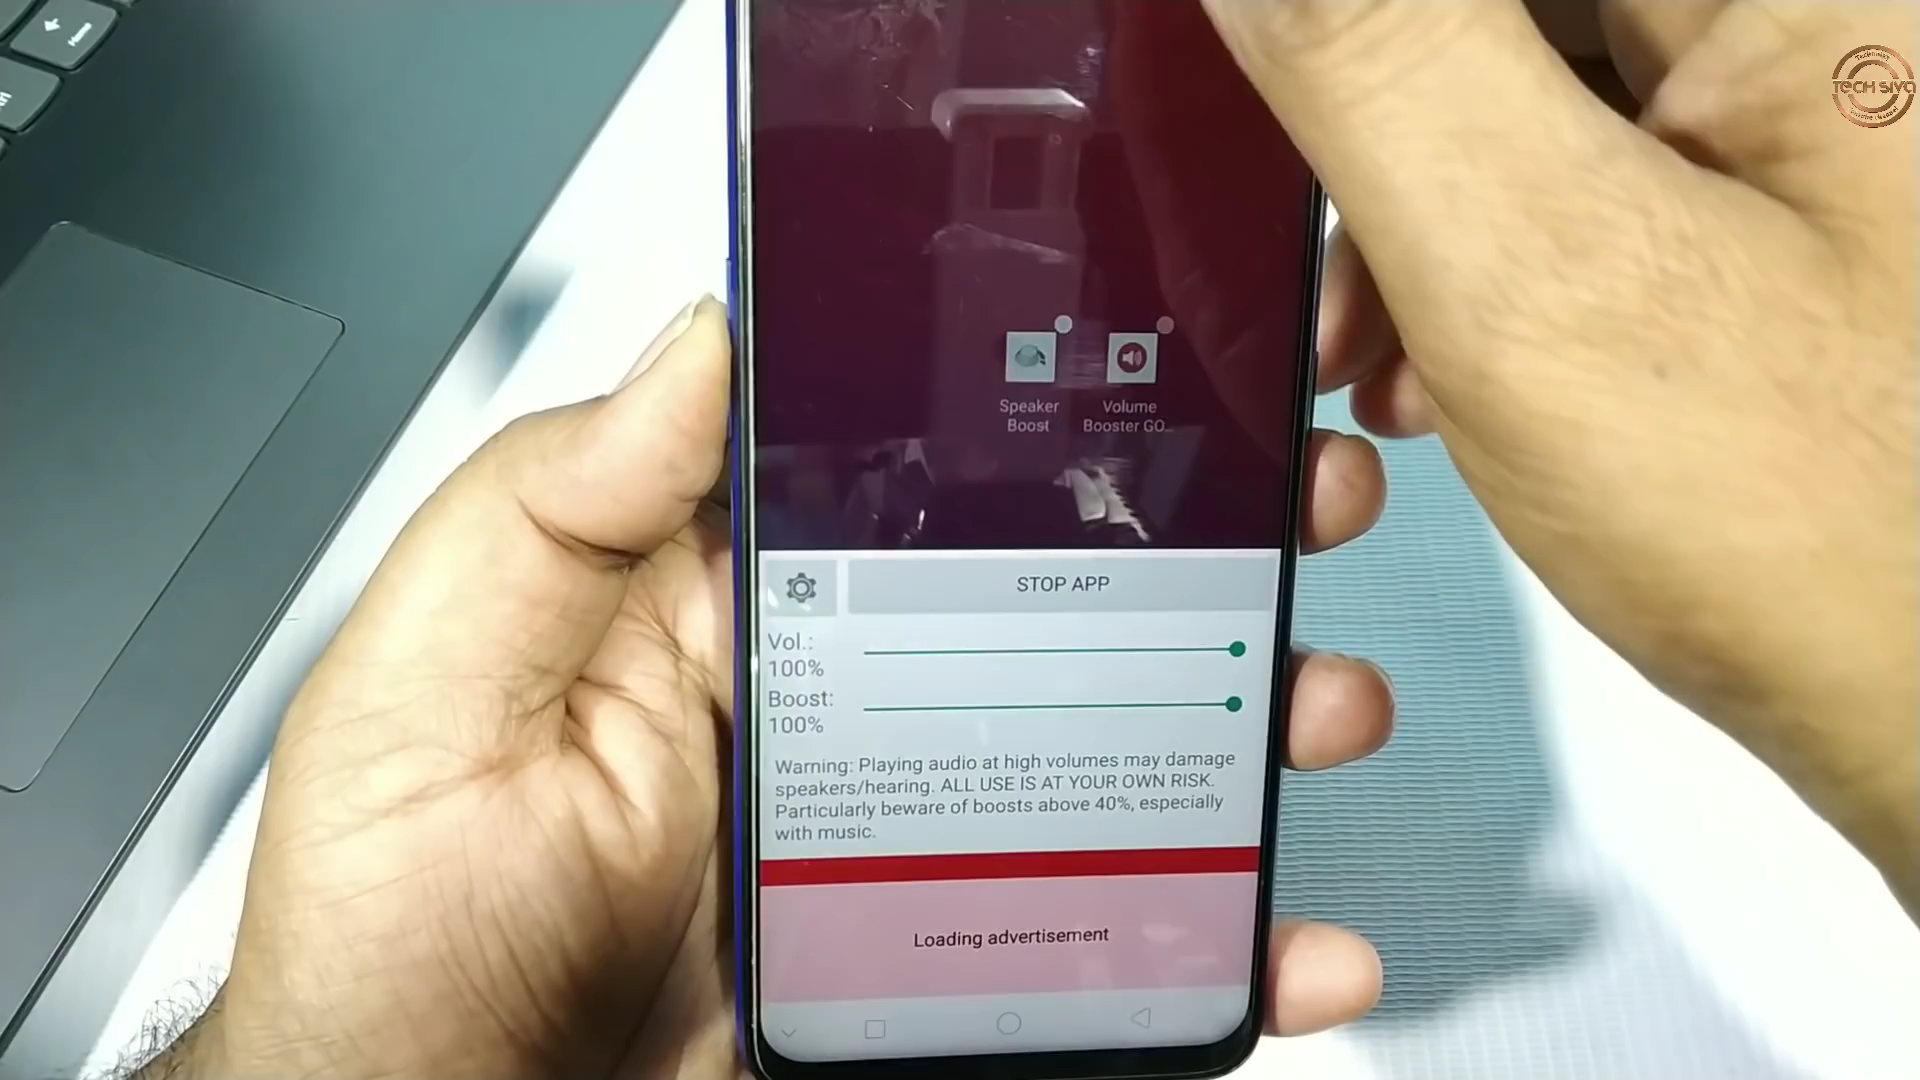 Home
TECH SIVA
Speaker
Boost
Volume
Booster GO...
STOP APP
Vol.:
100%
Boost:
100%
Warning: Playing audio at high volumes may damage
speakers/hearing. ALL USE IS AT YOUR OWN RISK.
Particularly beware of boosts above 40%, especially
with music.
Loading advertisement